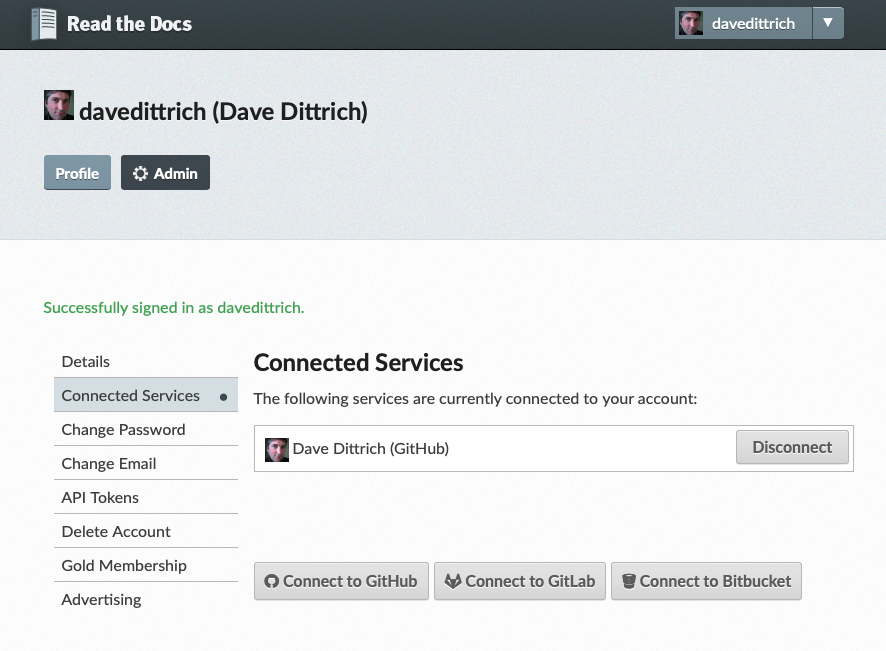 Read the Docs
davedittrich
davedittrich (Dave Dittrich)
Profile
Admin
Successfully signed in as davedittrich.
Details
Connected Services
Change Password
Change Email
API Tokens
Delete Account
Gold Membership
Advertising
Connected Services
The following services are currently connected to your account:
Dave Dittrich (GitHub)
Disconnect
Connect to GitHub
Connect to GitLab
Connect to Bitbucket